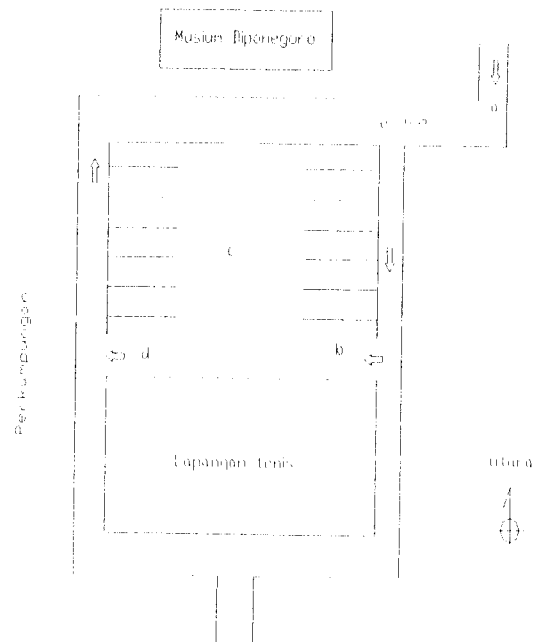 Musium Diponegoro
a
c
Perkampungan
d
b
Lapangan tenis
utara